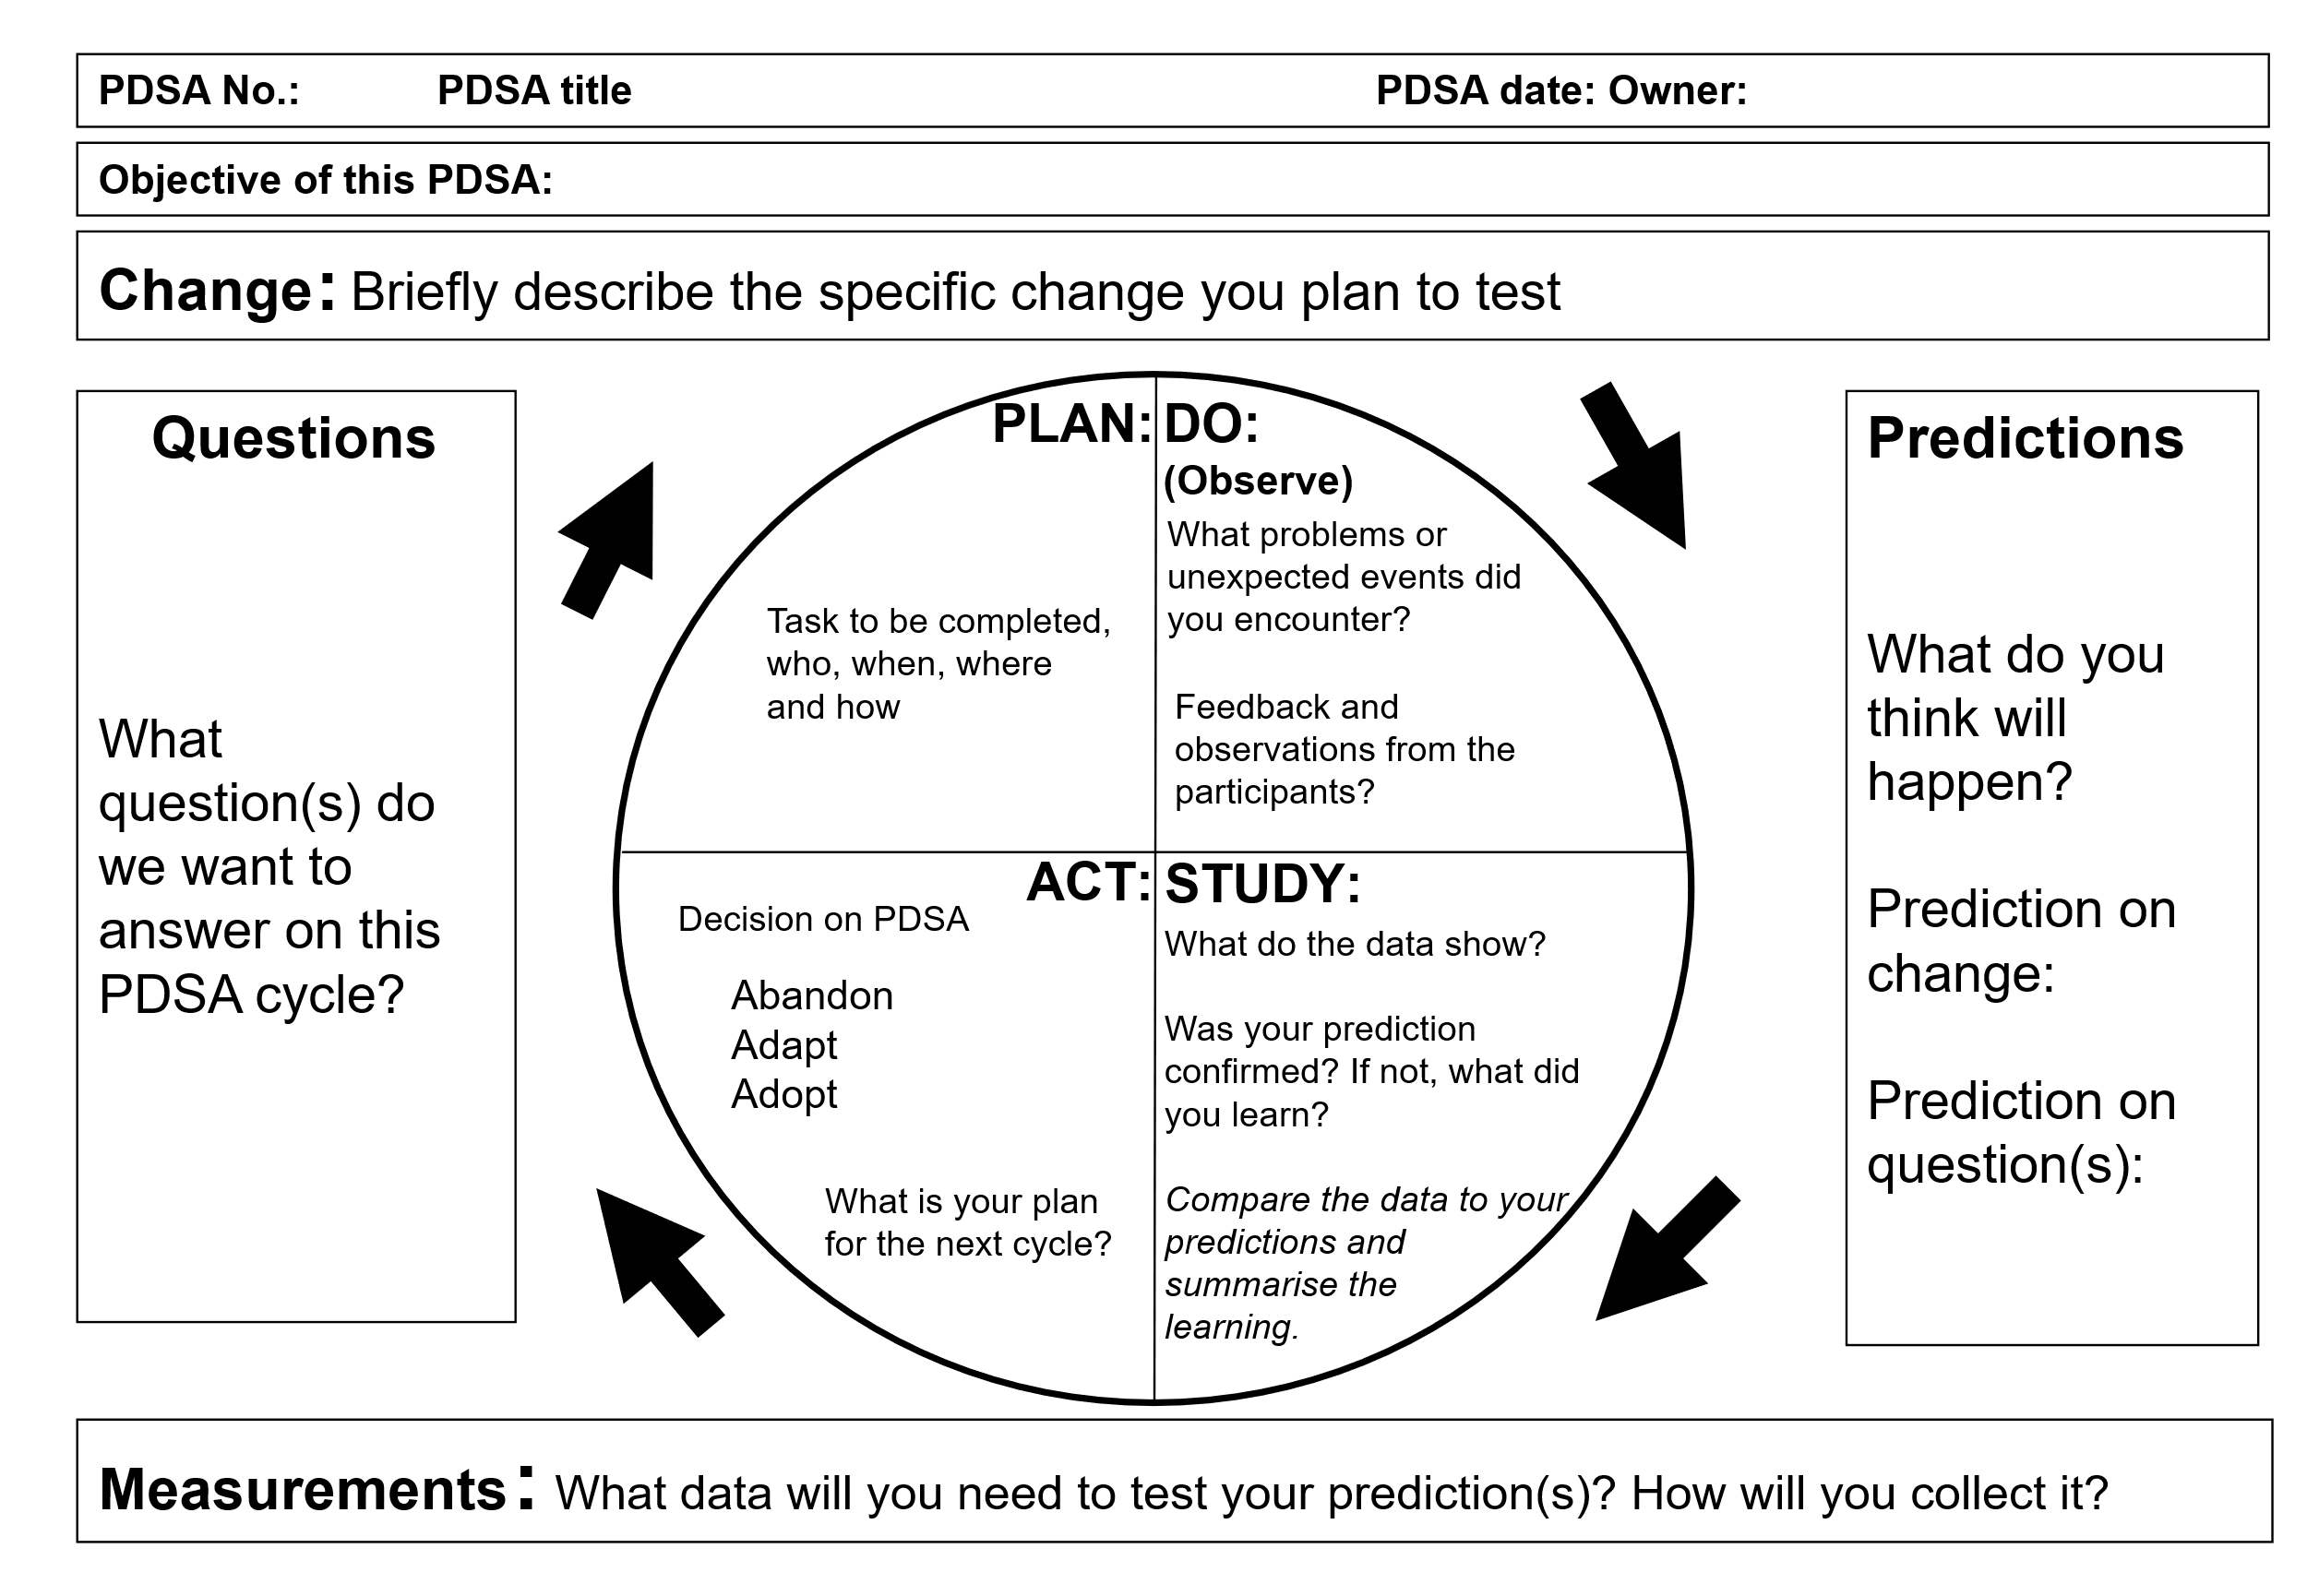 PDSA No.: PDSA title PDSA date: Owner:
Objective of this PDSA:
Change: Briefly describe the specific change you plan to test
Questions
What
question(s) do
we want to
answer on this
PDSA cycle?
PLAN:
Task to be completed,
who, when, where
and how
DO:
(Observe)
What problems or
unexpected events did
you encounter?
Feedback and
observations from the
participants?
ACT:
Decision on PDSA
Abandon
Adapt
Adopt
What is your plan
for the next cycle?
STUDY:
What do the data show?
Was your prediction
confirmed? If not, what did
you learn?
Compare the data to your
predictions and
summarise the
learning.
Predictions
What do you
think will
happen?
Prediction on
change:
Prediction on
question(s):
Measurements: What data will you need to test your prediction(s)? How will you collect it?